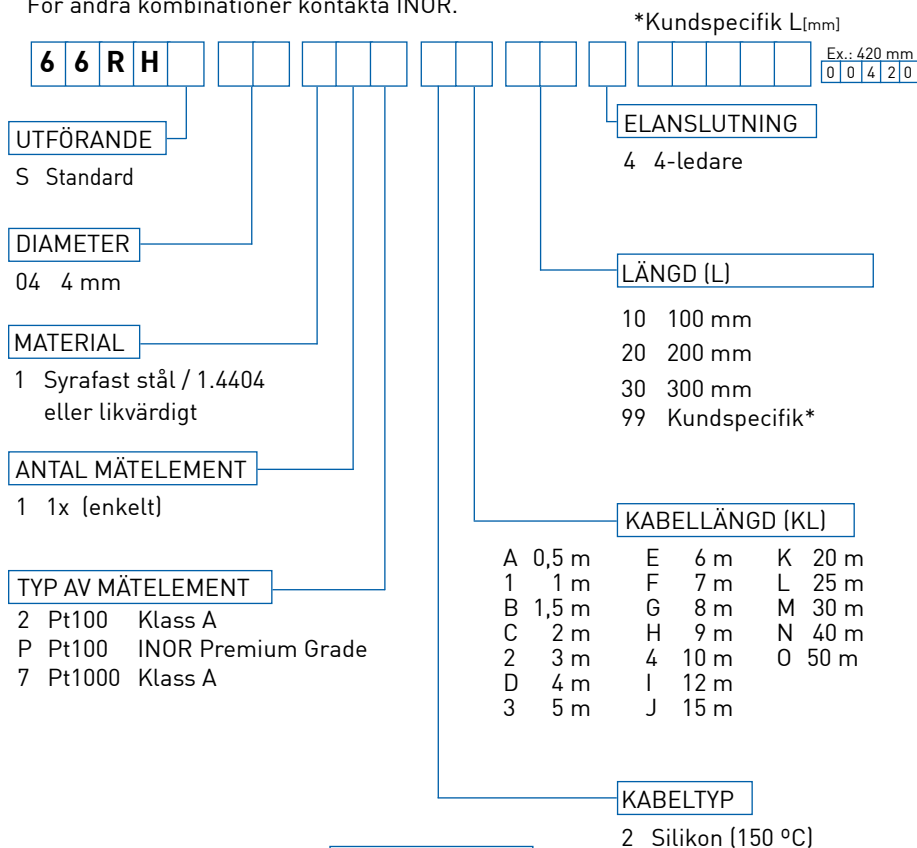 För andra kombinationer kontakta INOR.
*Kundspecifik L[mm]
6 6 R H
Ex.: 420 mm
0 0 4 2 0
UTFÖRANDE
S Standard
DIAMETER
04 4 mm
MATERIAL
1 Syrafast stål / 1.4404
eller likvärdigt
ANTAL MÄTELEMENT
1 1x (enkelt)
TYP AV MÄTELEMENT
2 Pt100 Klass A
P Pt100 INOR Premium Grade
7 Pt1000 Klass A
ELANSLUTNING
4 4-ledare
LÄNGD (L)
10 100 mm
20 200 mm
30 300 mm
99 Kundspecifik*
KABELLÄNGD (KL)
A 0,5 m E 6 m K 20 m
1 1 m F 7 m L 25 m
B 1,5 m G 8 m M 30 m
C 2 m H 9 m N 40 m
2 3 m 4 10 m O 50 m
D 4 m I 12 m
3 5 m J 15 m
KABELTYP
2 Silikon (150 ºC)